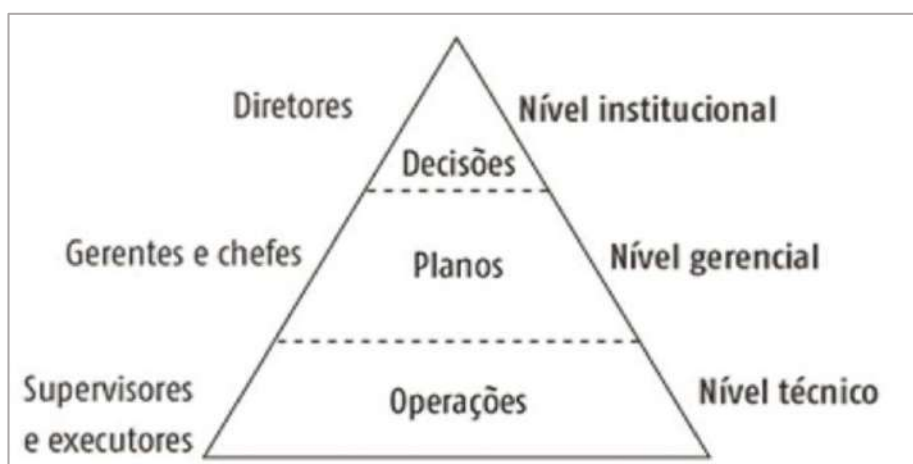 Diretores
Nível institucional
Decisões
Gerentes e chefes
Planos
Nível gerencial
Supervisores
e executores
Operações
Nível técnico